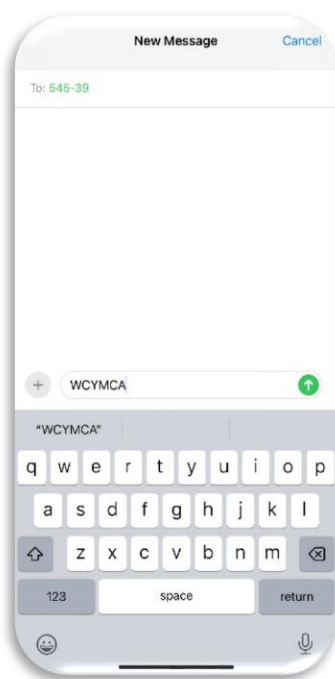 New Message Cancel
To: 545-39
WCYMCA
"WCYMCA"
q w e r t y u i o p
a s d f g h j k l
z x c v b n m
123 space return